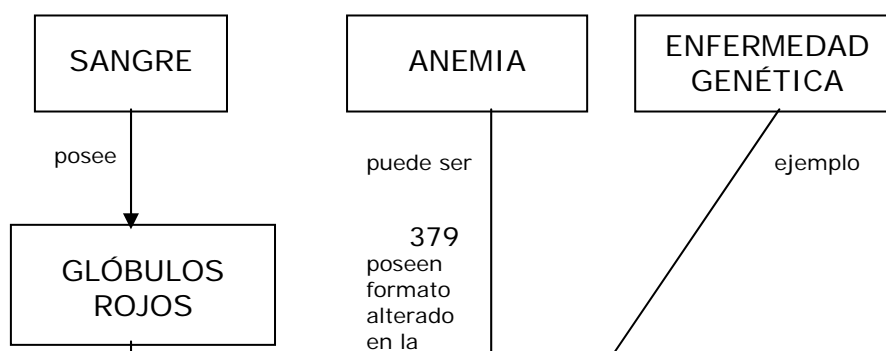 SANGRE
ANEMIA
ENFERMEDAD
GENÉTICA
posee
puede ser
ejemplo
379
poseen
formato
alterado
en la
GLÓBULOS
ROJOS